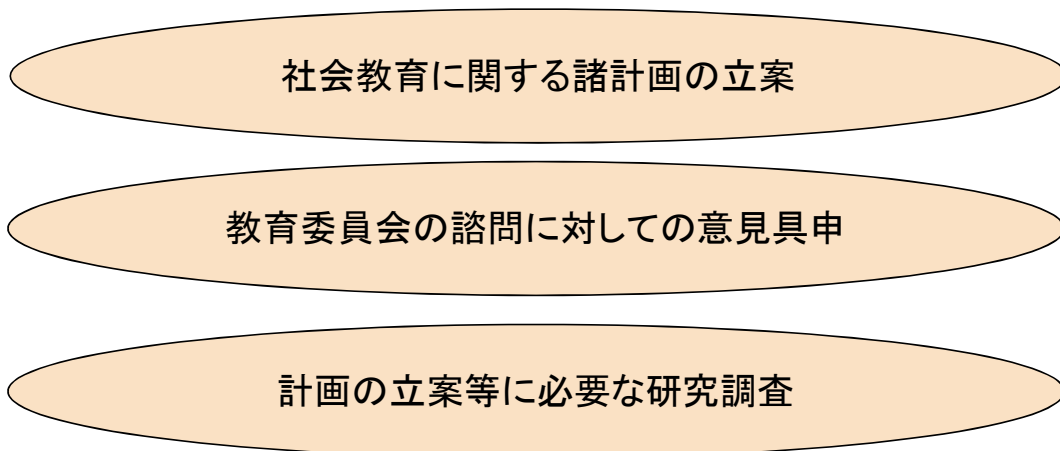 社会教育に関する諸計画の立案
教育委員会の諮問に対しての意見具申
計画の立案等に必要な研究調査